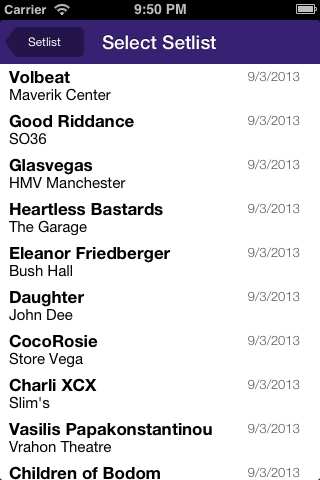 Carrier 9:50 PM
Setlist Select Setlist
Volbeat 9/3/2013
Maverik Center
Good Riddance 9/3/2013
SO36
Glasvegas 9/3/2013
HMV Manchester
Heartless Bastards 9/3/2013
The Garage
Eleanor Friedberger 9/3/2013
Bush Hall
Daughter 9/3/2013
John Dee
CocoRosie 9/3/2013
Store Vega
Charli XCX 9/3/2013
Slim's
Vasilis Papakonstantinou 9/3/2013
Vrahon Theatre
Children of Bodom 9/3/2013